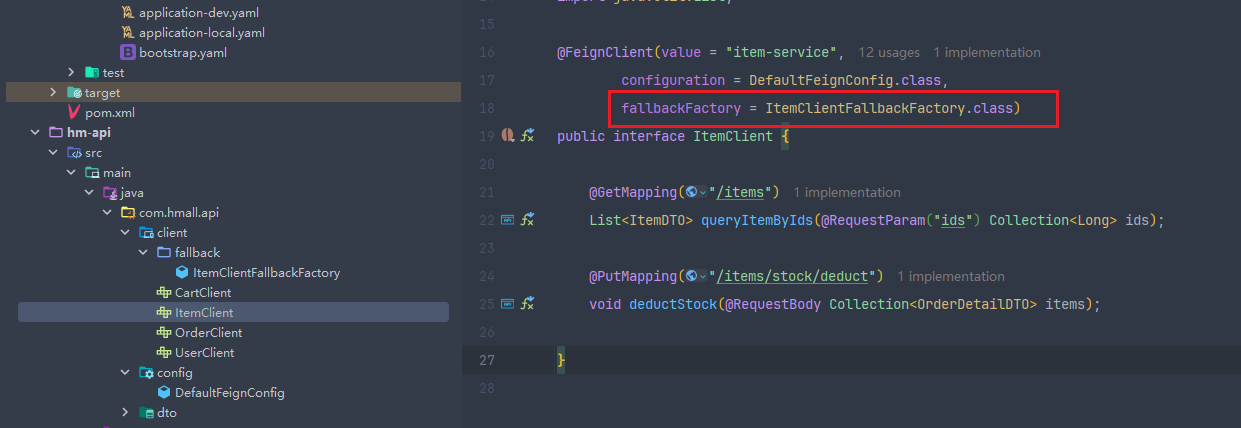 application-dev.yaml
application-local.yaml
bootstrap.yaml
test
target
pom.xml
hm-api
src
main
java
com.hmall.api
client
fallback
ItemClientFallbackFactory
CartClient
ItemClient
OrderClient
UserClient
config
DefaultFeignConfig
dto
15
16 @FeignClient(value = "item-service", 12 usages 1 implementation
17 configuration = DefaultFeignConfig.class,
18 fallbackFactory = ItemClientFallbackFactory.class)
19 public interface ItemClient {
20
21 @GetMapping("/items") 1 implementation
22 List<ItemDTO> queryItemByIds(@RequestParam("ids") Collection<Long> ids);
23
24 @PutMapping("/items/stock/deduct") 1 implementation
25 void deductStock(@RequestBody Collection<OrderDetailDTO> items);
26
27 }
28